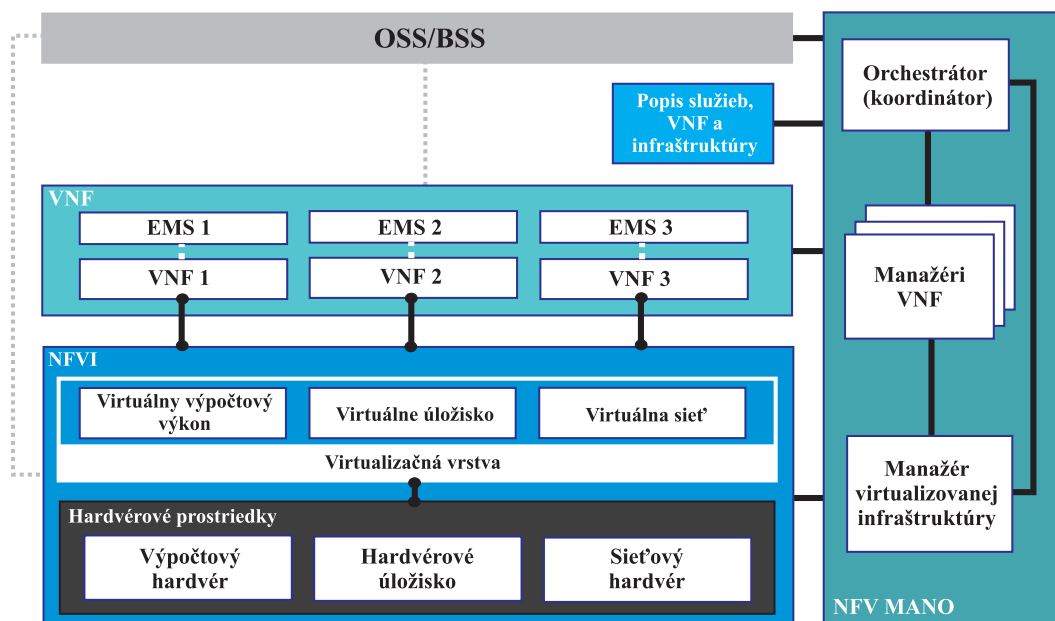 OSS/BSS
Orchestrátor
(koordinátor)
Popis služieb,
VNF a
infraštruktúry
VNF
EMS 1
EMS 2
EMS 3
VNF 1
VNF 2
VNF 3
Manažéri
VNF
NFVI
Virtuálny výpočtový
výkon
Virtuálne úložisko
Virtuálna sieť
Virtualizačná vrstva
Manažér
virtualizovanej
infraštruktúry
Hardvérové prostriedky
Výpočtový
hardvér
Hardvérové
úložisko
Sieťový
hardvér
NFV MANO